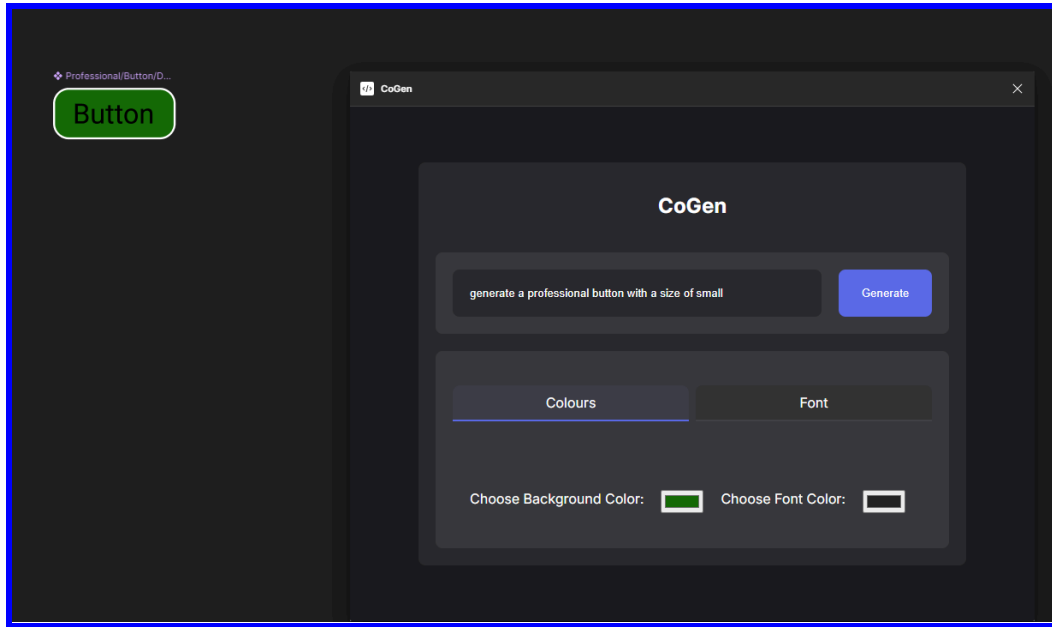 Professional/Button/D...
Button
CoGen
CoGen
generate a professional button with a size of small
Generate
Colours
Font
Choose Background Color:
Choose Font Color: